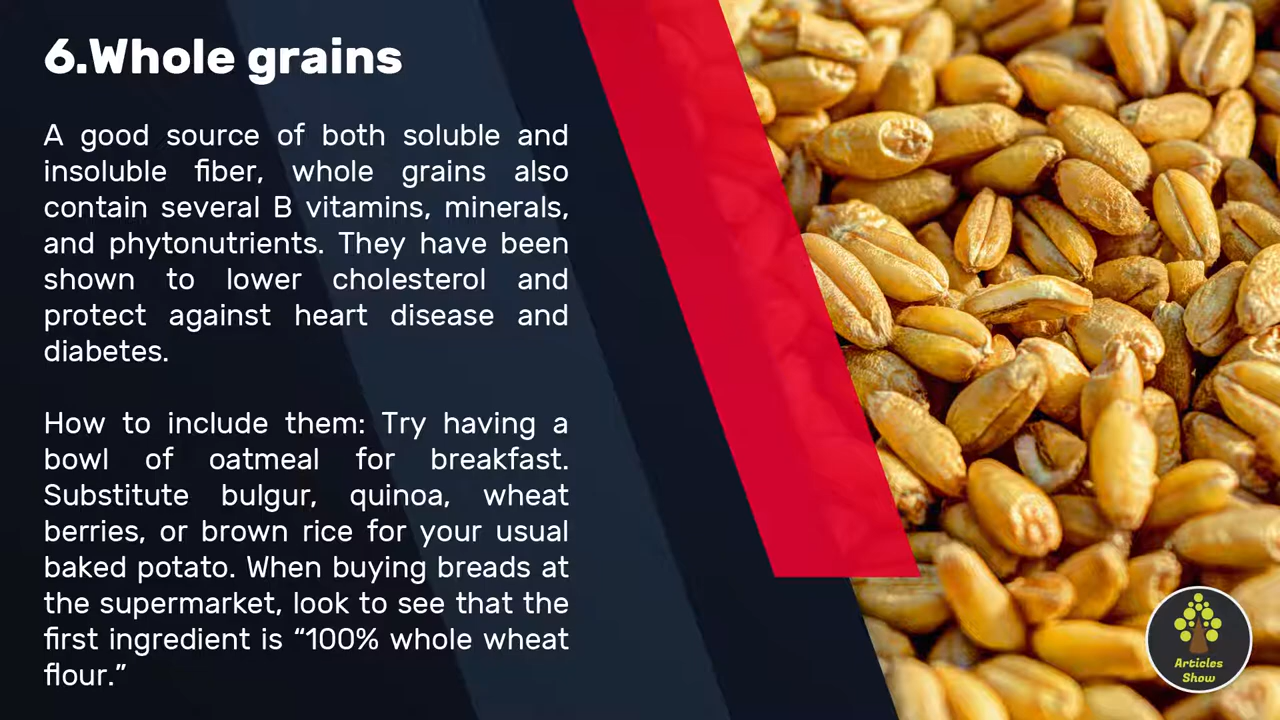 6.Whole grains
A good source of both soluble and
insoluble fiber, whole grains also
contain several B vitamins, minerals,
and phytonutrients. They have been
shown to lower cholesterol and
protect against heart disease and
diabetes.
How to include them: Try having a
bowl of oatmeal for breakfast.
Substitute bulgur, quinoa, wheat
berries, or brown rice for your usual
baked potato. When buying breads at
the supermarket, look to see that the
first ingredient is “100% whole wheat
flour.”
Articles
Show